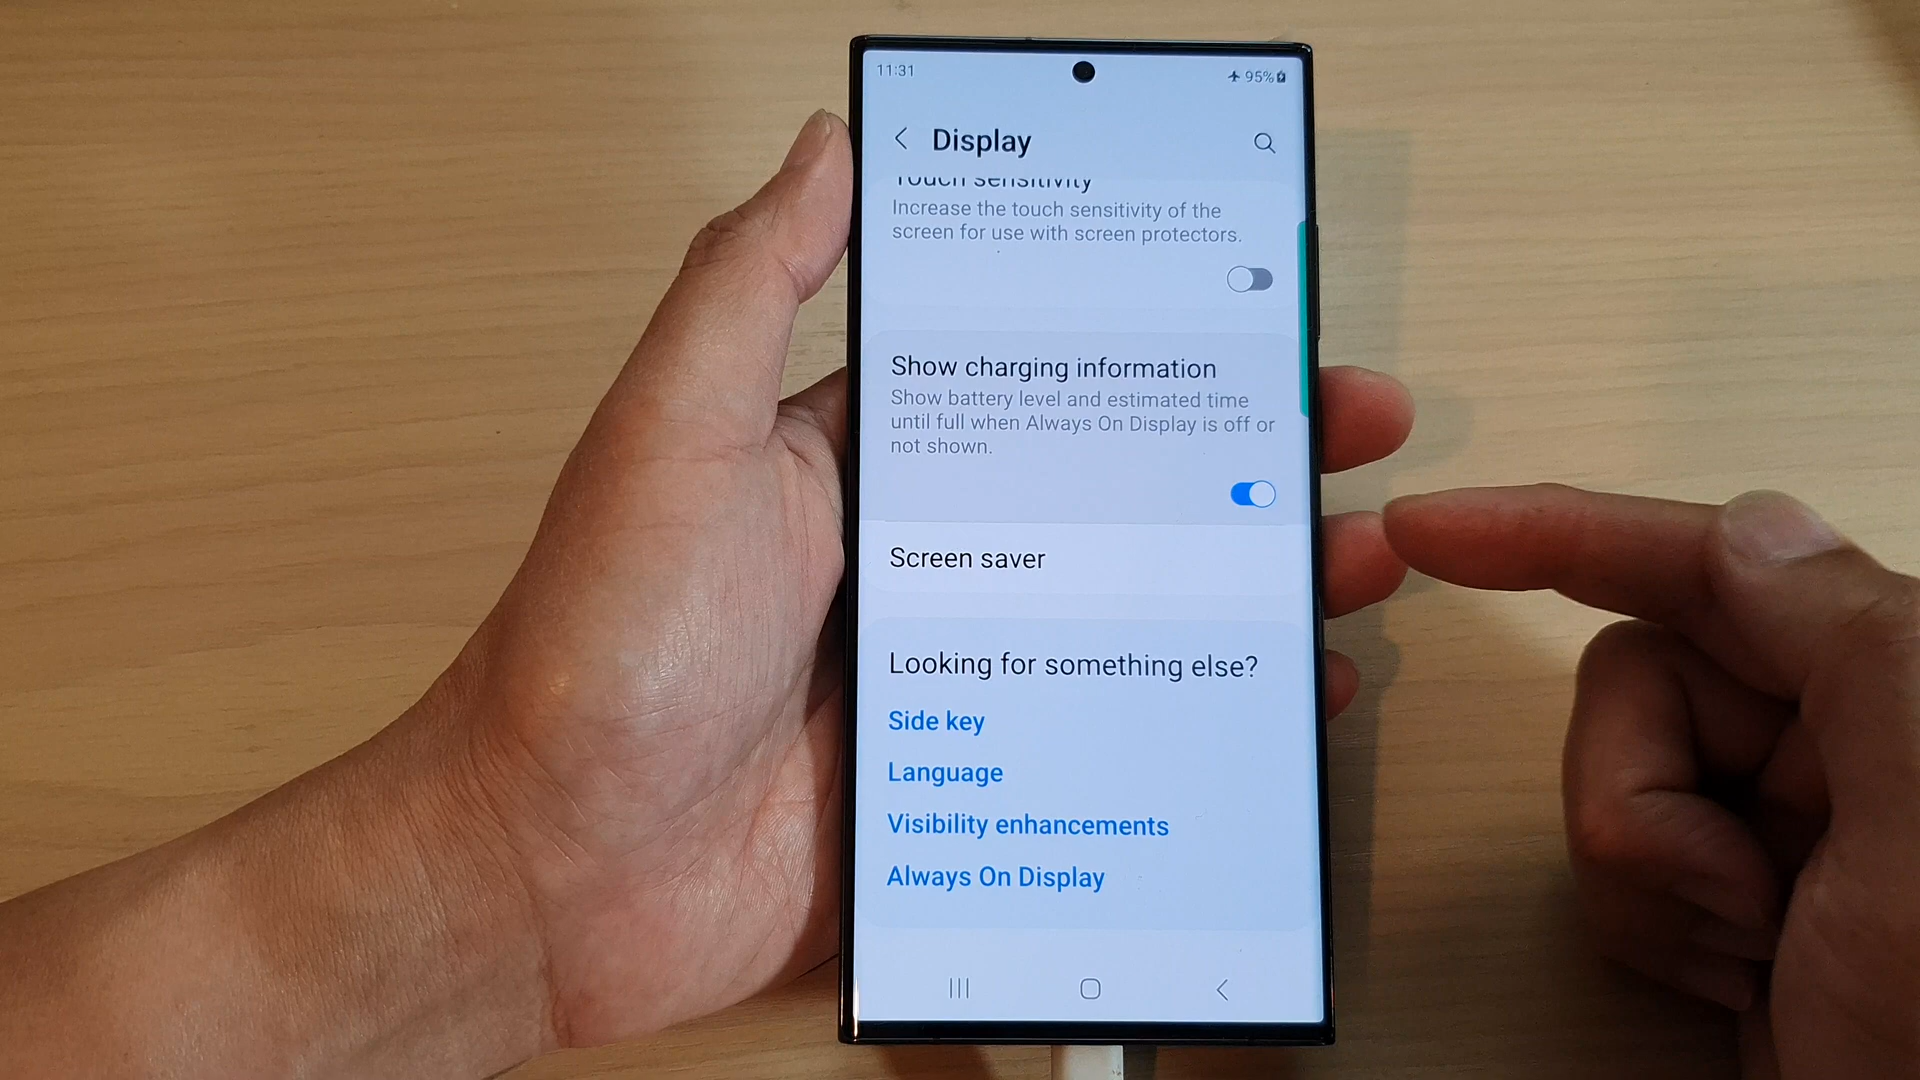 11:31
95%
Display
Touch sensitivity
Increase the touch sensitivity of the
screen for use with screen protectors.
Show charging information
Show battery level and estimated time
until full when Always On Display is off or
not shown.
Screen saver
Looking for something else?
Side key
Language
Visibility enhancements
Always On Display